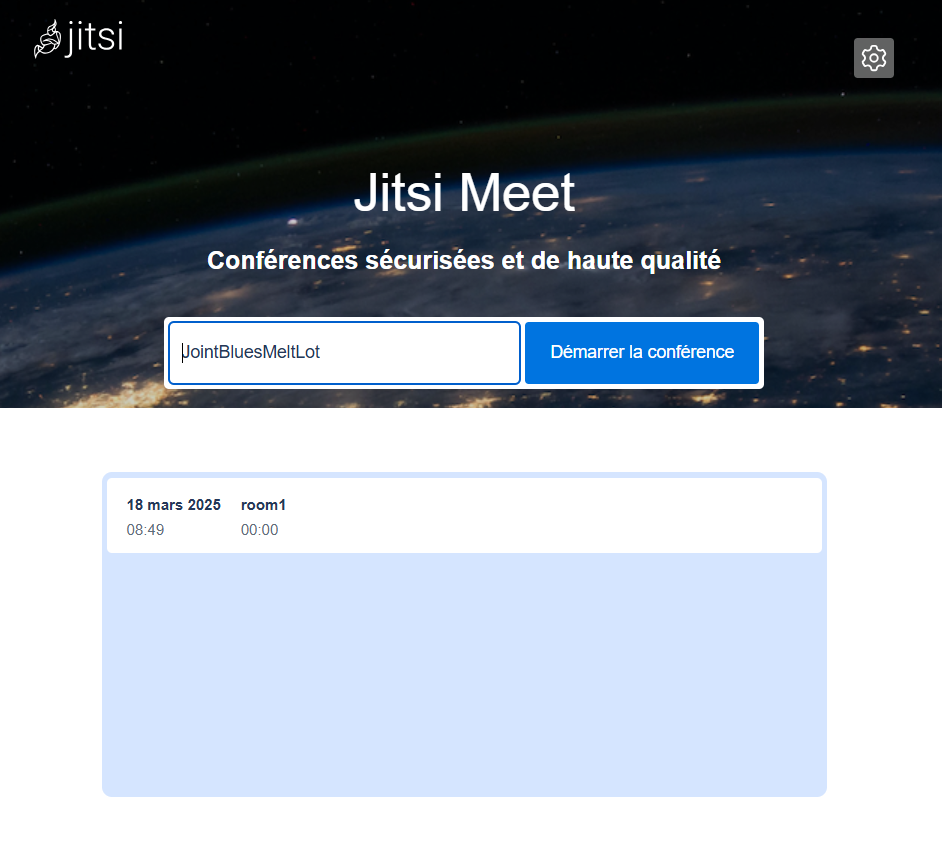 jitsi
Jitsi Meet
Conférences sécurisées et de haute qualité
JointBluesMeltLot
Démarrer la conférence
18 mars 2025 room1
08:49 00:00